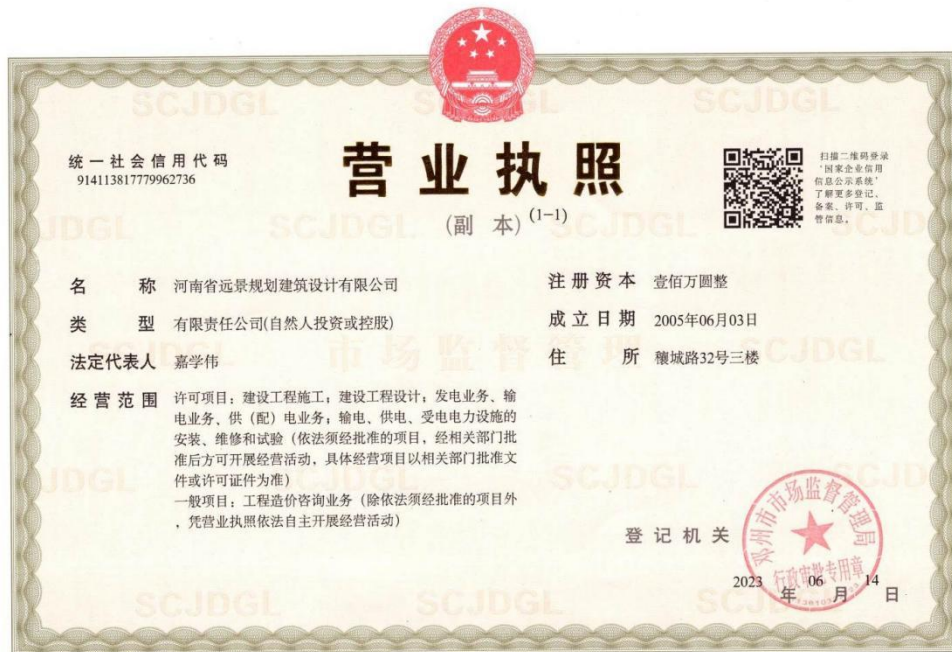 统一社会信用代码
914113817779962736
营业执照
(副 本) (1-1)
扫描二维码登录
'国家企业信用
信息公示系统'
了解更多登记、
备案、许可、监
管信息。
名 称 河南省远景规划建筑设计有限公司
类 型 有限责任公司(自然人投资或控股)
法定代表人 嘉学伟
经营范围 许可项目：建设工程施工；建设工程设计；发电业务、输
电业务、供（配）电业务；输电、供电、受电电力设施的
安装、维修和试验（依法须经批准的项目，经相关部门批
准后方可开展经营活动，具体经营项目以相关部门批准文
件或许可证件为准）
一般项目：工程造价咨询业务（除依法须经批准的项目外
，凭营业执照依法自主开展经营活动）
注册资本 壹佰万圆整
成立日期 2005年06月03日
住 所 穰城路32号三楼
登记机关
邓州市市场监督管理局
行政审批专用章
2023 年 06 月 14 日
SCJDGL
SCJDGL
SCJDGL
SCJDGL
市场监督管理
SCJDGL
SCJDGL
SCJDGL
SCJDGL
SCJDGL